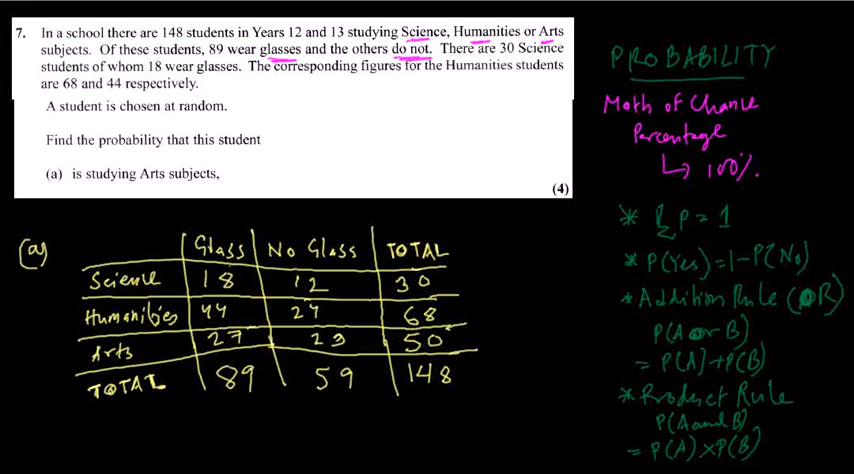 7. In a school there are 148 students in Years 12 and 13 studying Science, Humanities or Arts
subjects. Of these students, 89 wear glasses and the others do not. There are 30 Science
students of whom 18 wear glasses. The corresponding figures for the Humanities students
are 68 and 44 respectively.
A student is chosen at random.
Find the probability that this student
(a) is studying Arts subjects,
(4)
(a)
Glass No Glass TOTAL
Science 18 12 30
Humanities 44 24 68
Arts 27 23 50
TOTAL 89 59 148
PROBABILITY
Math of Chance
Percentage
↳ 100%.
* Σp = 1
* P(Yes) = 1 - P(No)
* Addition Rule (OR)
P(A or B)
= P(A) + P(B)
* Product Rule
P(A and B)
= P(A) x P(B)